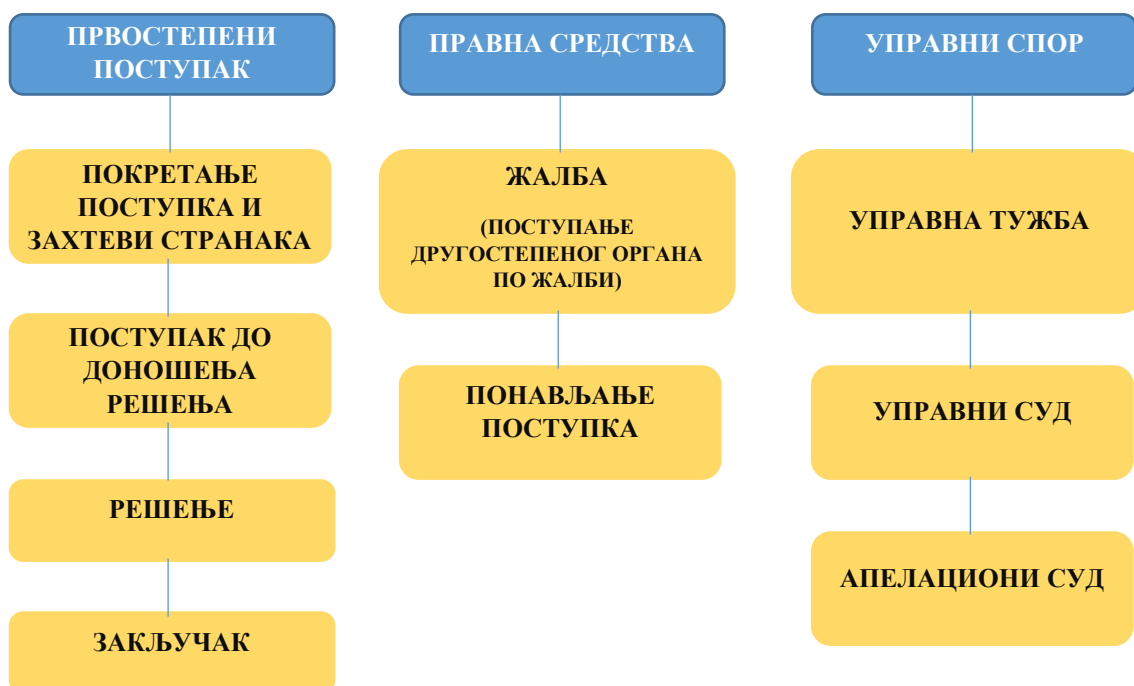 ПРВОСТЕПЕНИ
ПОСТУПАК
ПОКРЕТАЊЕ
ПОСТУПКА И
ЗАХТЕВИ СТРАНАКА
ПОСТУПАК ДО
ДОНОШЕЊА
РЕШЕЊА
РЕШЕЊЕ
ЗАКЉУЧАК
ПРАВНА СРЕДСТВА
ЖАЛБА
(ПОСТУПАЊЕ
ДРУГОСТЕПЕНОГ ОРГАНА
ПО ЖАЛБИ)
ПОНАВЉАЊЕ
ПОСТУПКА
УПРАВНИ СПОР
УПРАВНА ТУЖБА
УПРАВНИ СУД
АПЕЛАЦИОНИ СУД